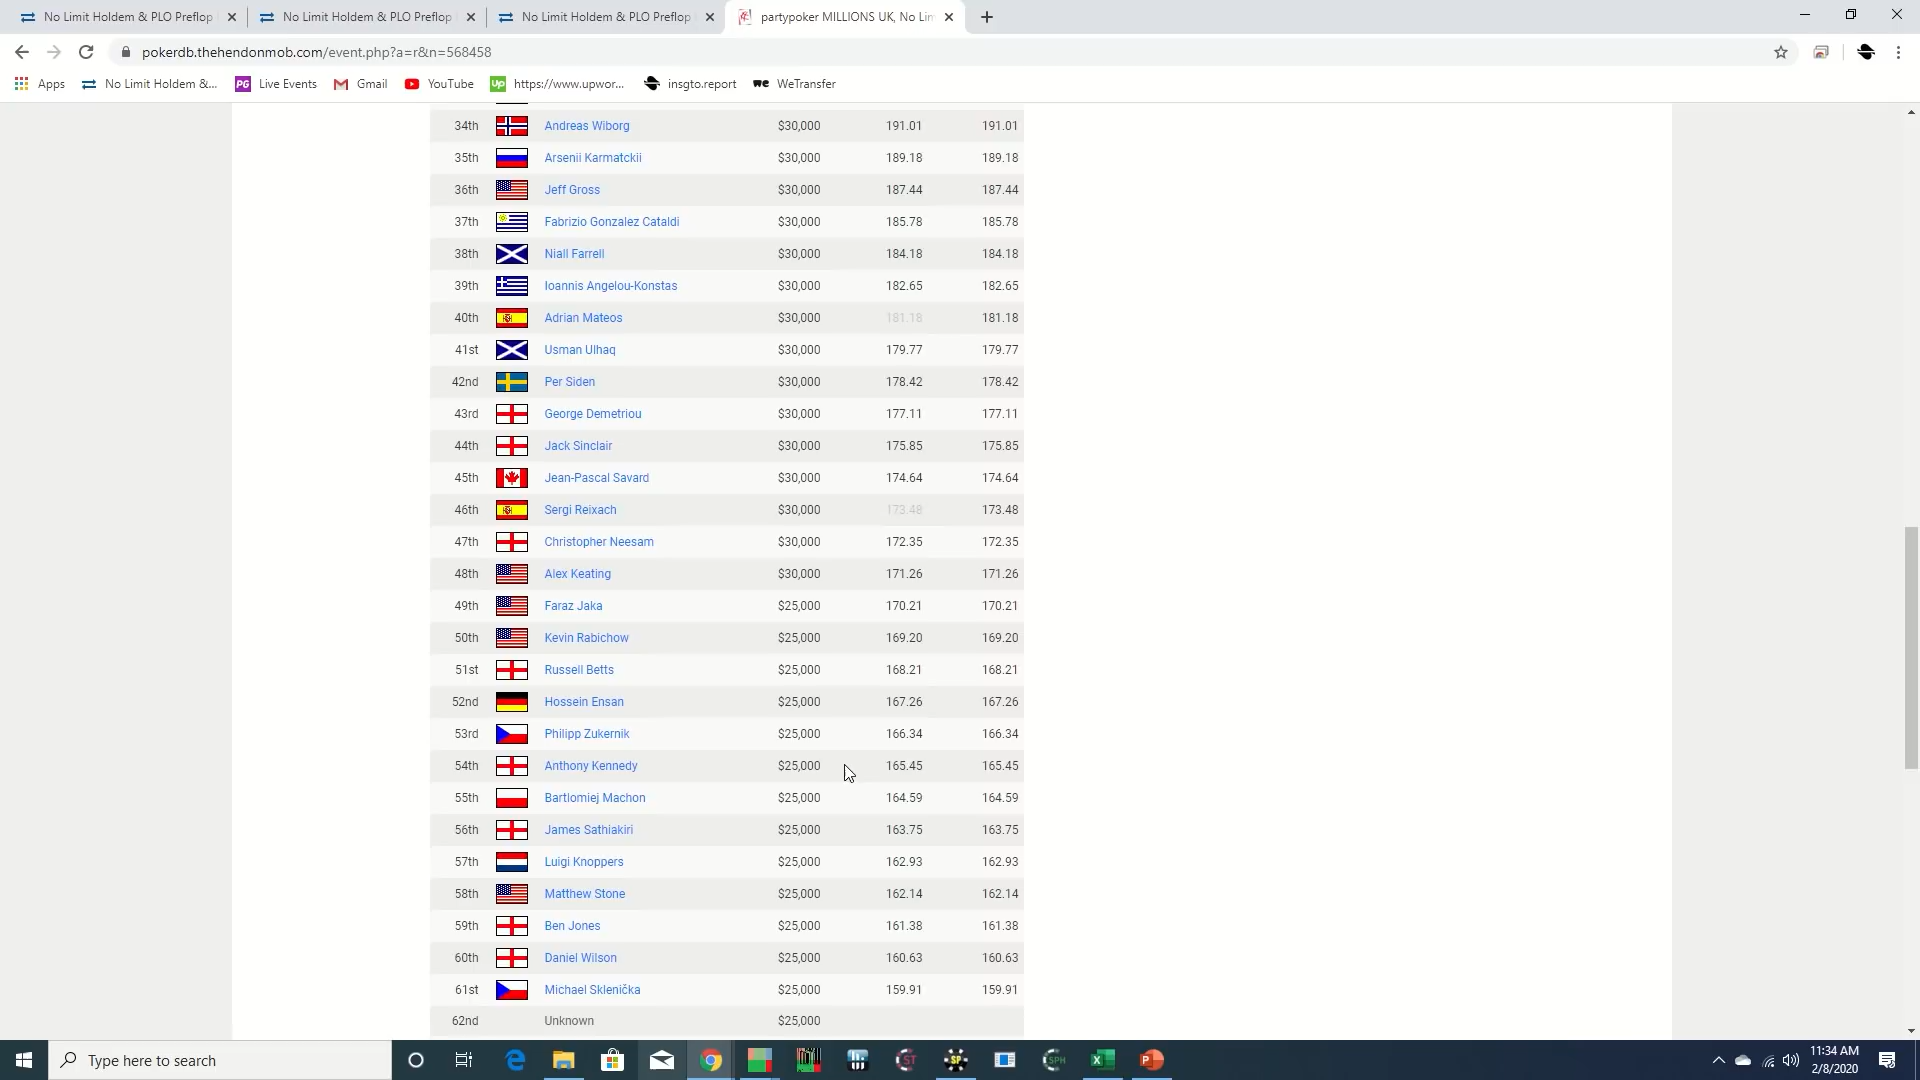 No Limit Holdem & PLO Preflop
No Limit Holdem & PLO Preflop
No Limit Holdem & PLO Preflop
partypoker MILLIONS UK, No Lim
pokerdb.thehendonmob.com/event.php?a=r&n=568458
Apps No Limit Holdem &... PG Live Events Gmail YouTube Up https://www.upwor... insgto.report we WeTransfer
34th Andreas Wiborg $30,000 191.01 191.01
35th Arsenii Karmatckii $30,000 189.18 189.18
36th Jeff Gross $30,000 187.44 187.44
37th Fabrizio Gonzalez Cataldi $30,000 185.78 185.78
38th Niall Farrell $30,000 184.18 184.18
39th Ioannis Angelou-Konstas $30,000 182.65 182.65
40th Adrian Mateos $30,000 181.18 181.18
41st Usman Ulhaq $30,000 179.77 179.77
42nd Per Siden $30,000 178.42 178.42
43rd George Demetriou $30,000 177.11 177.11
44th Jack Sinclair $30,000 175.85 175.85
45th Jean-Pascal Savard $30,000 174.64 174.64
46th Sergi Reixach $30,000 173.48 173.48
47th Christopher Neesam $30,000 172.35 172.35
48th Alex Keating $30,000 171.26 171.26
49th Faraz Jaka $25,000 170.21 170.21
50th Kevin Rabichow $25,000 169.20 169.20
51st Russell Betts $25,000 168.21 168.21
52nd Hossein Ensan $25,000 167.26 167.26
53rd Philipp Zukernik $25,000 166.34 166.34
54th Anthony Kennedy $25,000 165.45 165.45
55th Bartlomiej Machon $25,000 164.59 164.59
56th James Sathiakiri $25,000 163.75 163.75
57th Luigi Knoppers $25,000 162.93 162.93
58th Matthew Stone $25,000 162.14 162.14
59th Ben Jones $25,000 161.38 161.38
60th Daniel Wilson $25,000 160.63 160.63
61st Michael Sklenička $25,000 159.91 159.91
62nd Unknown $25,000
Type here to search
ST SP SPH
11:34 AM
2/8/2020